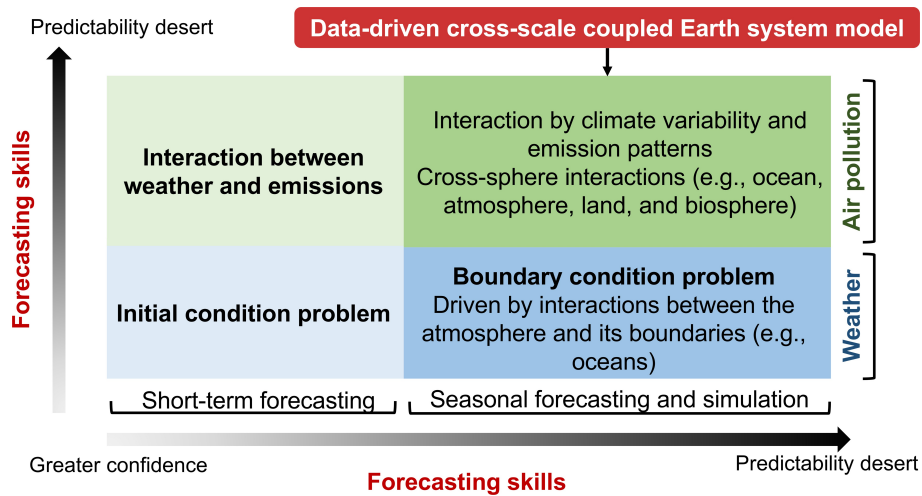 Predictability desert
Data-driven cross-scale coupled Earth system model
Forecasting skills
Interaction between
weather and emissions
Interaction by climate variability and
emission patterns
Cross-sphere interactions (e.g., ocean,
atmosphere, land, and biosphere)
Air pollution
Initial condition problem
Boundary condition problem
Driven by interactions between the
atmosphere and its boundaries (e.g.,
oceans)
Weather
Short-term forecasting
Seasonal forecasting and simulation
Greater confidence
Forecasting skills
Predictability desert